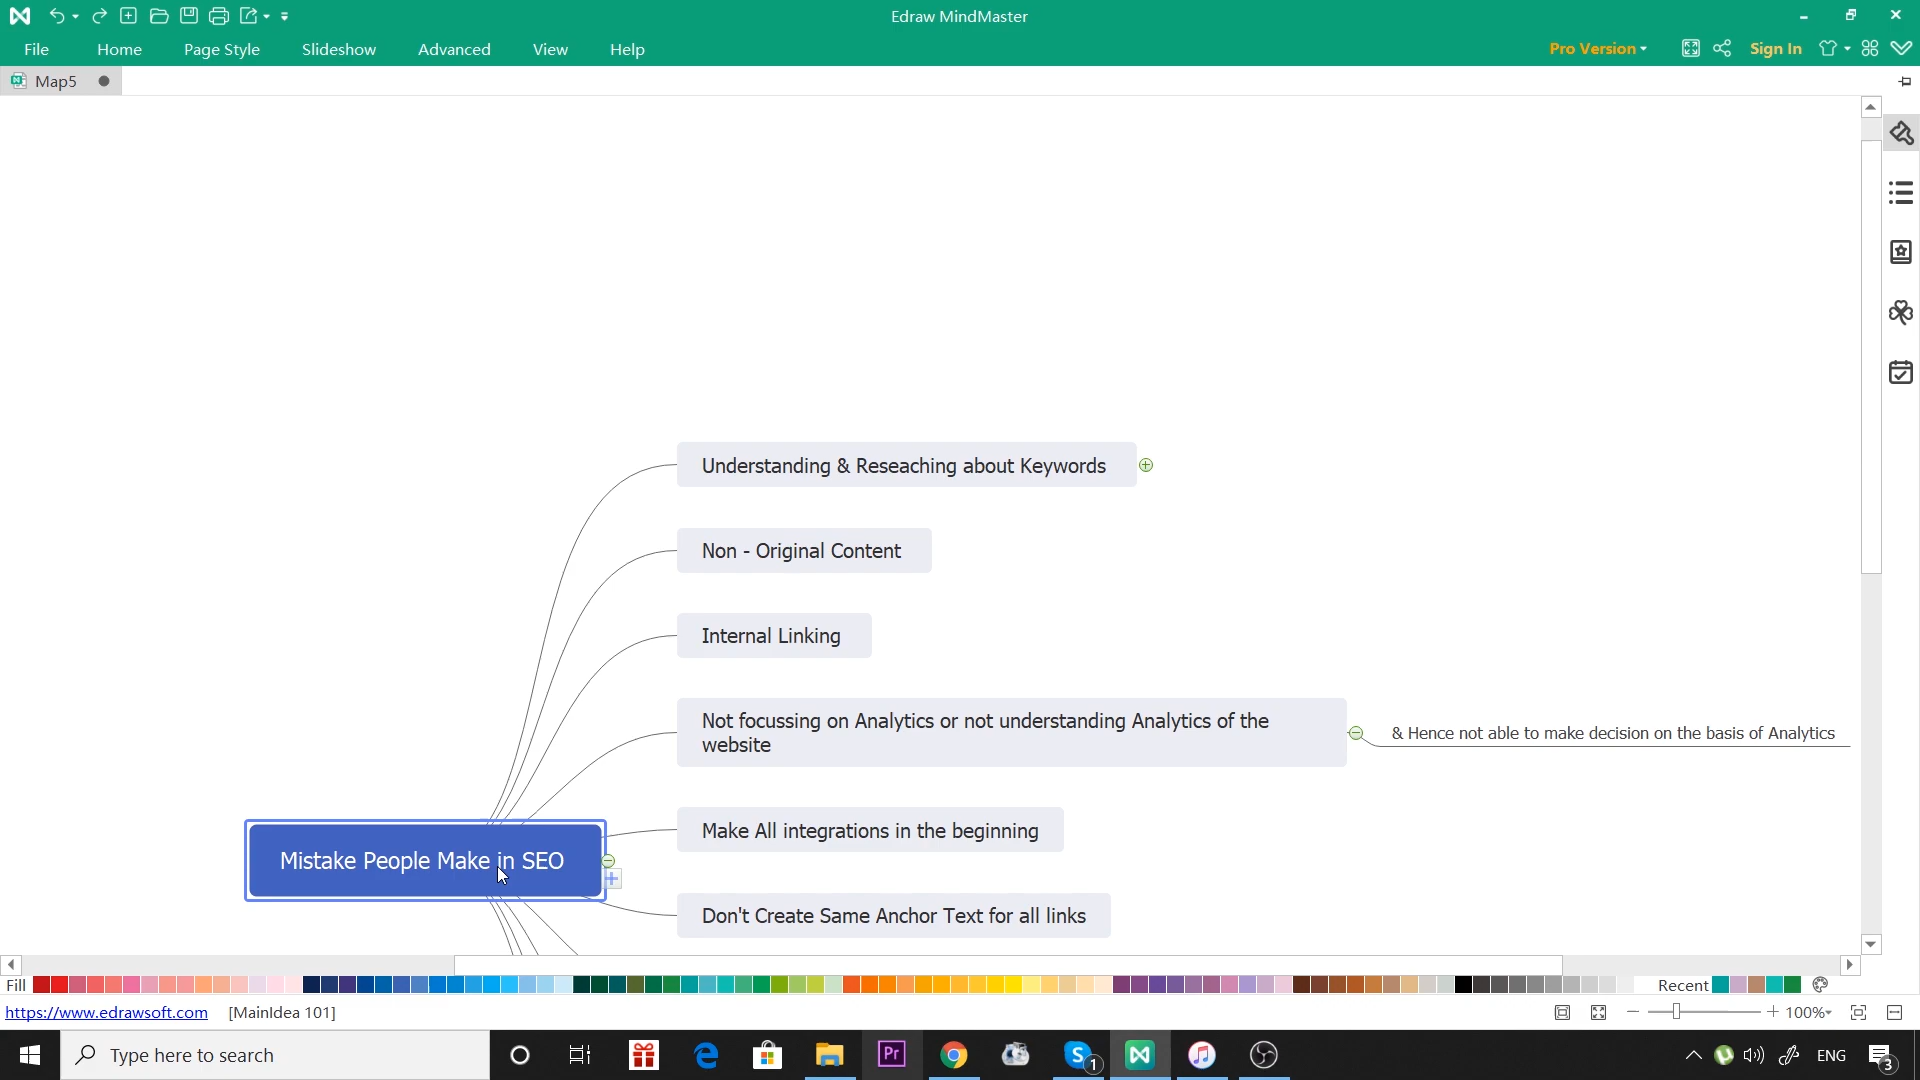 Edraw MindMaster
File Home Page Style Slideshow Advanced View Help Pro Version Sign In
Map5
Understanding & Reseaching about Keywords
Non - Original Content
Internal Linking
Not focussing on Analytics or not understanding Analytics of the
website
& Hence not able to make decision on the basis of Analytics
Make All integrations in the beginning
Mistake People Make in SEO
Don't Create Same Anchor Text for all links
Fill Recent
https://www.edrawsoft.com [MainIdea 101] 100%
Type here to search Pr S 1 ENG 3